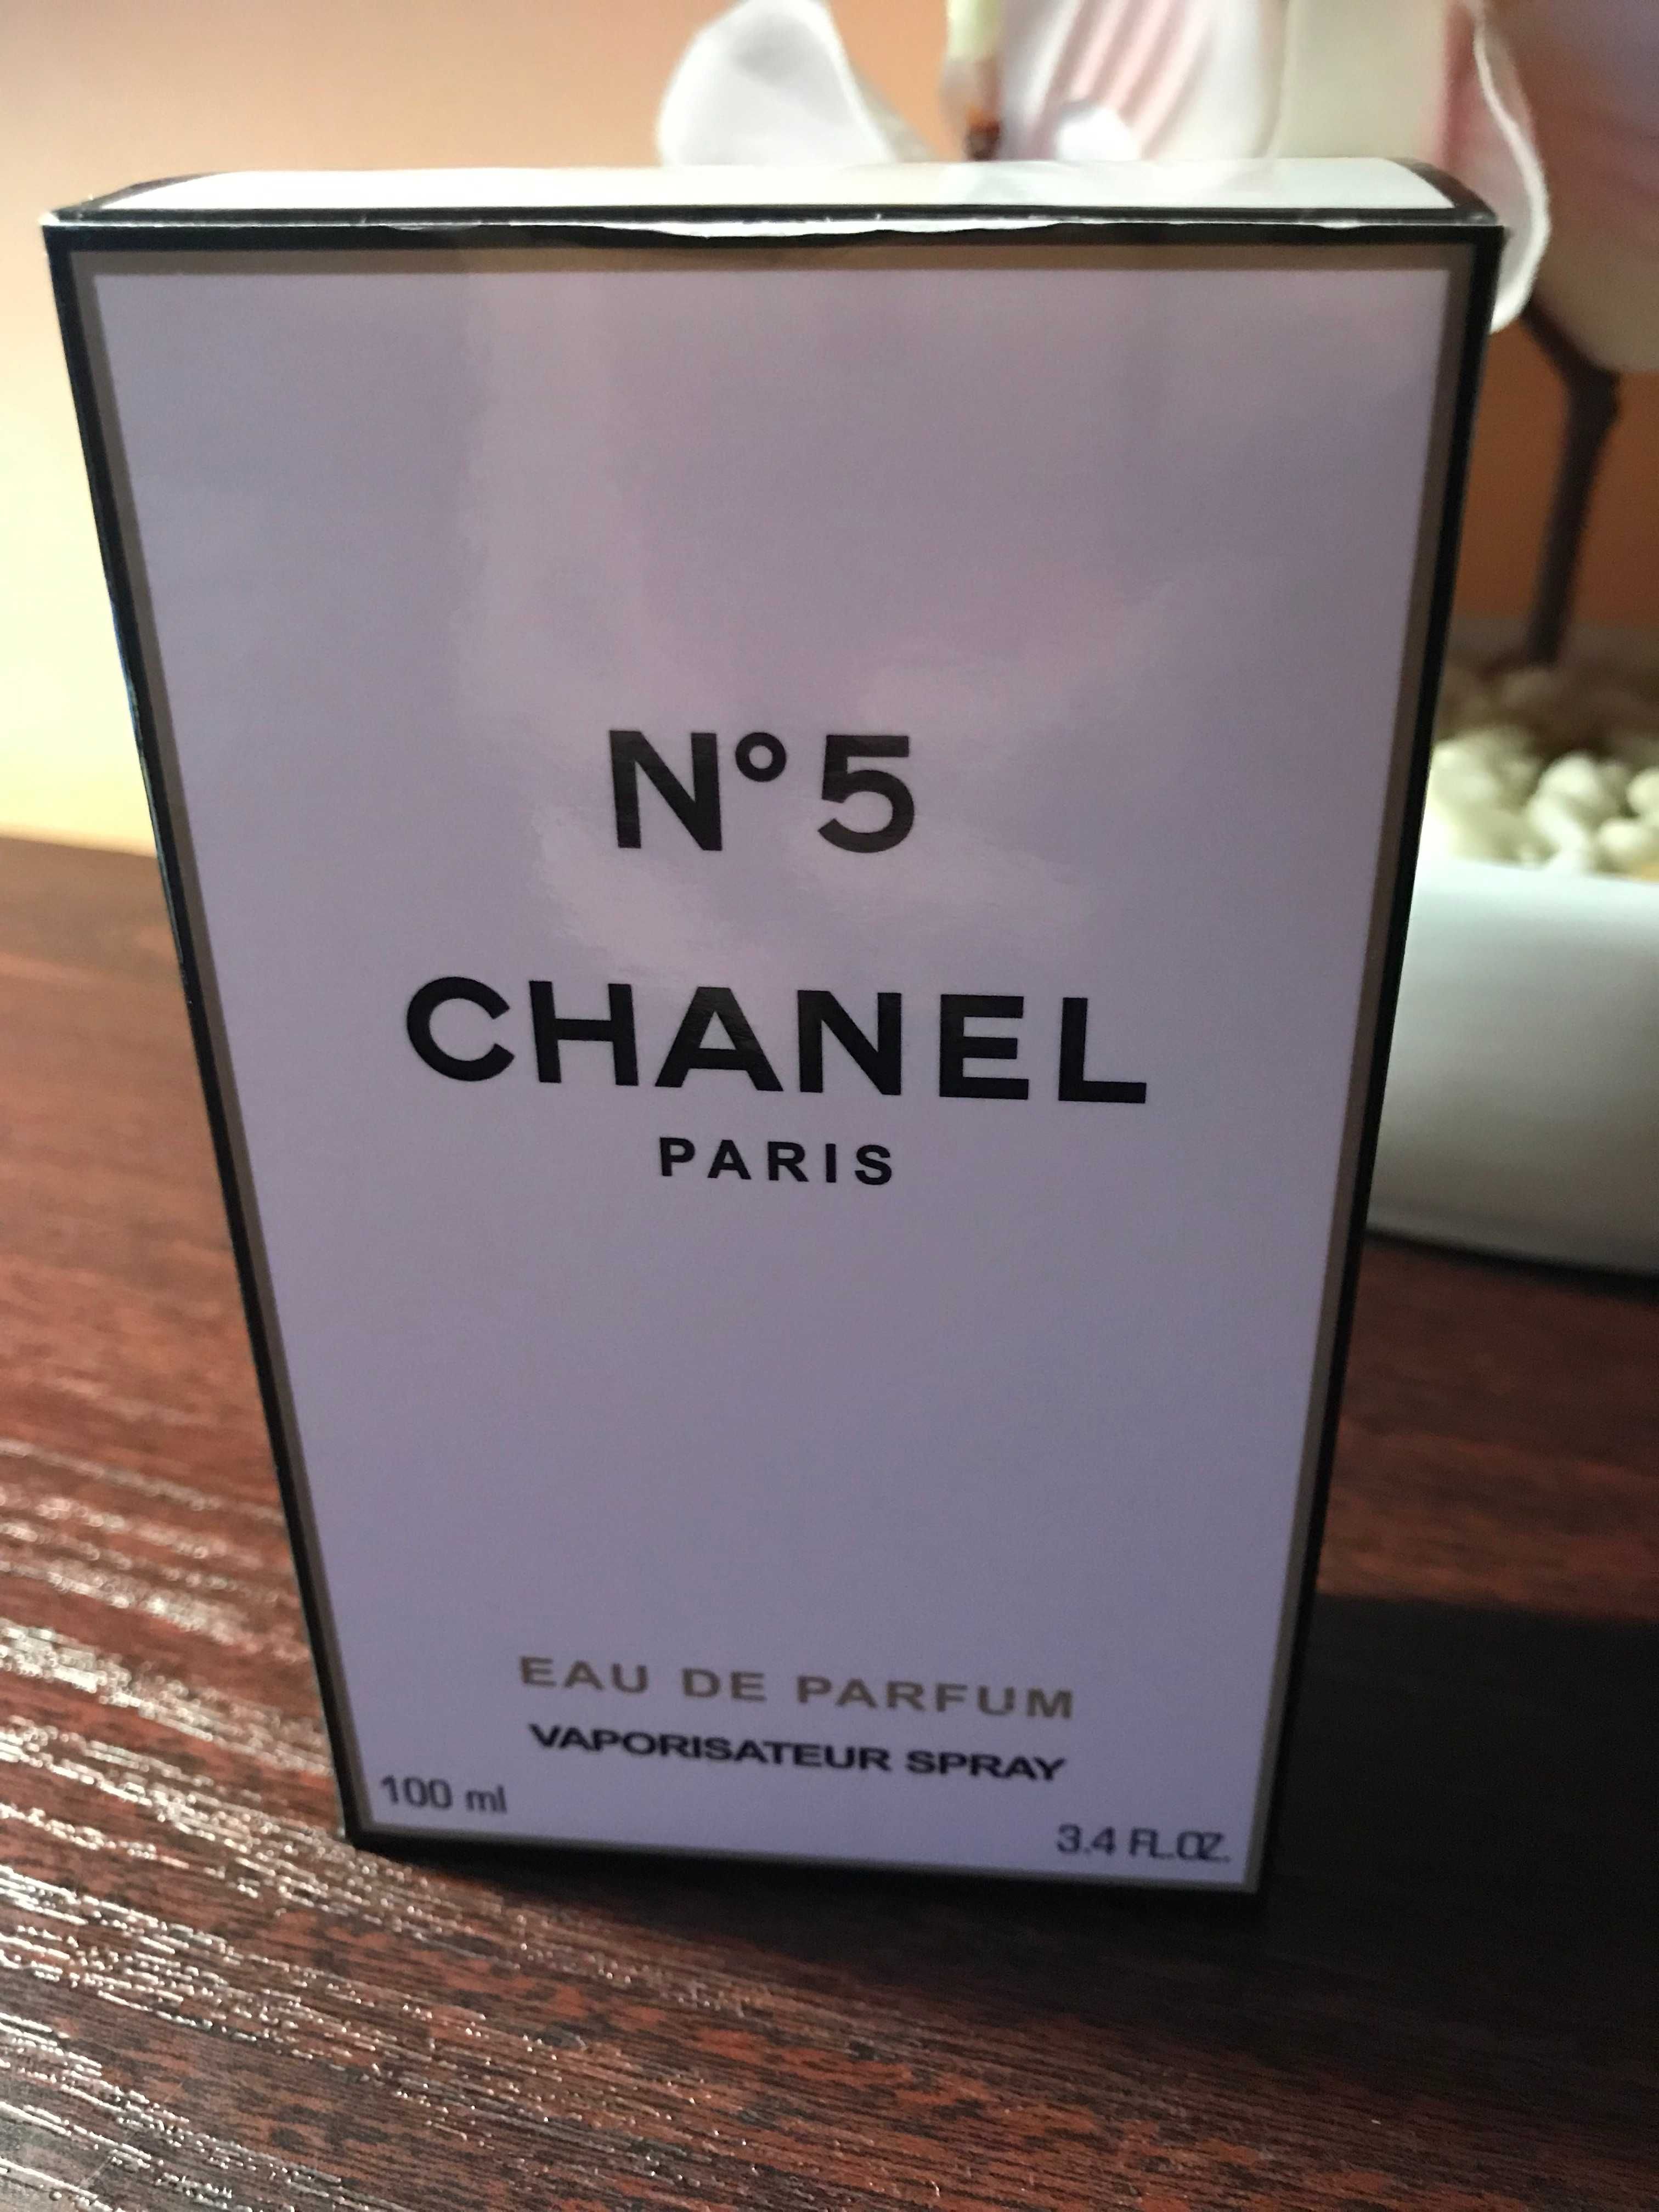 N°5
CHANEL
PARIS
EAU DE PARFUM
VAPORISATEUR SPRAY
100 ml
3.4 FL.OZ.